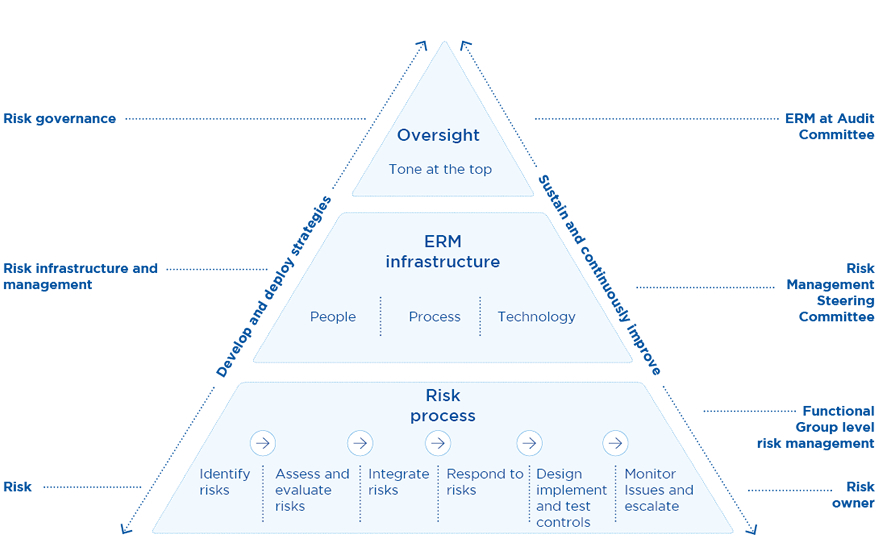 Risk governance
ERM at Audit
Committee
Oversight
Tone at the top
Develop and deploy strategies
Sustain and continuously improve
Risk infrastructure and
management
ERM
infrastructure
People
Process
Technology
Risk
Management
Steering
Committee
Risk
process
Functional
Group level
risk management
Identify
risks
Assess and
evaluate
risks
Integrate
risks
Respond to
risks
Design
implement
and test
controls
Monitor
Issues and
escalate
Risk
Risk
owner